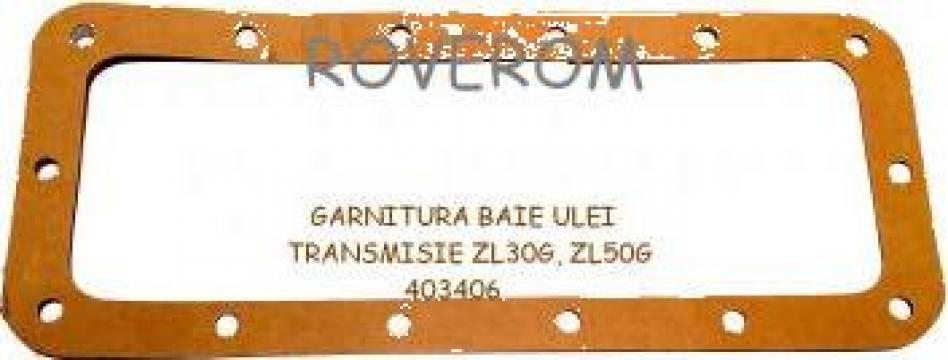 ROVEROM
GARNITURA BAIE ULEI
TRANSMISIE ZL30G, ZL50G
403406